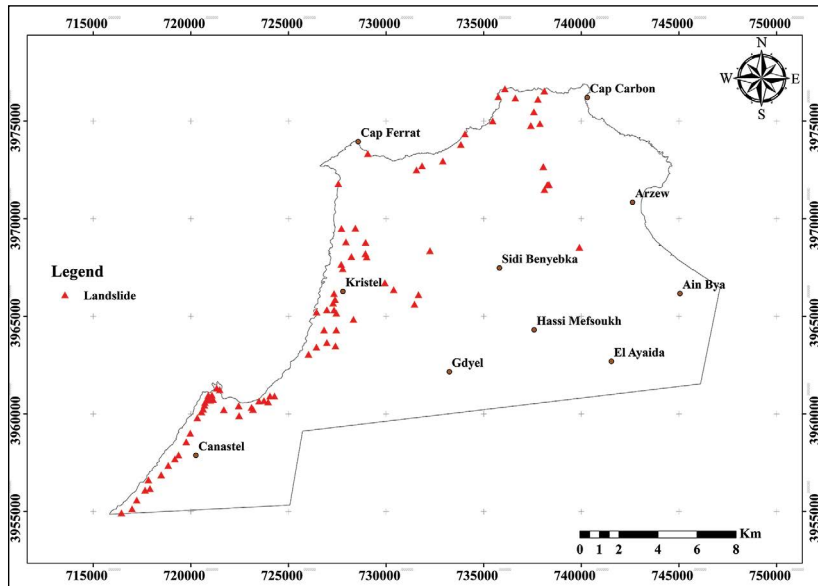 715000 720000 725000 730000 735000 740000 745000 750000
N
W E
S
Cap Carbon
3975000 3975000
Cap Ferrat
Arzew
3970000 3970000
Sidi Benyebka
Legend
Landslide
Kristel
Ain Bya
3965000 3965000
Hassi Mefsoukh
El Ayaida
Gdyel
3960000 3960000
Canastel
3955000 3955000
Km
0 1 2 4 6 8
715000 720000 725000 730000 735000 740000 745000 750000